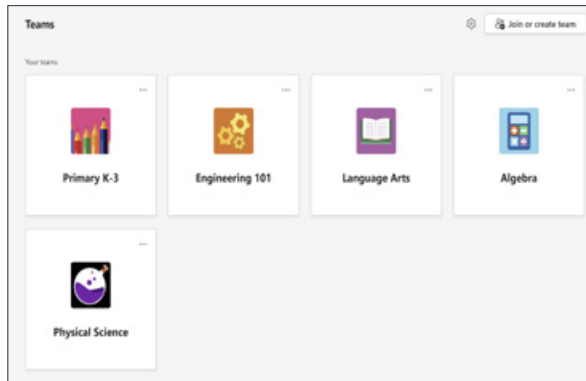 Teams
Join or create team
Your teams
Primary K-3
Engineering 101
Language Arts
Algebra
Physical Science